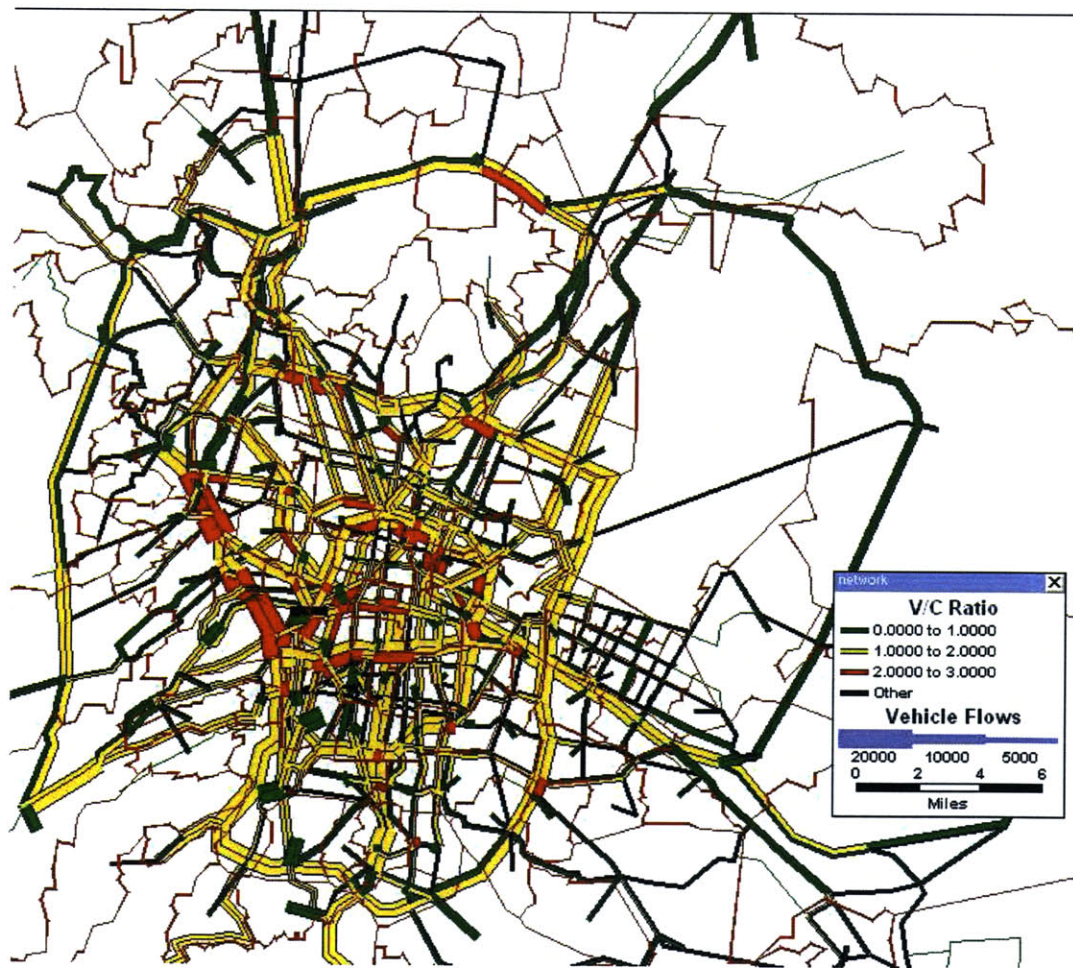 network
V/C Ratio
0.0000 to 1.0000
1.0000 to 2.0000
2.0000 to 3.0000
Other
Vehicle Flows
20000 10000 5000
0 2 4 6
Miles